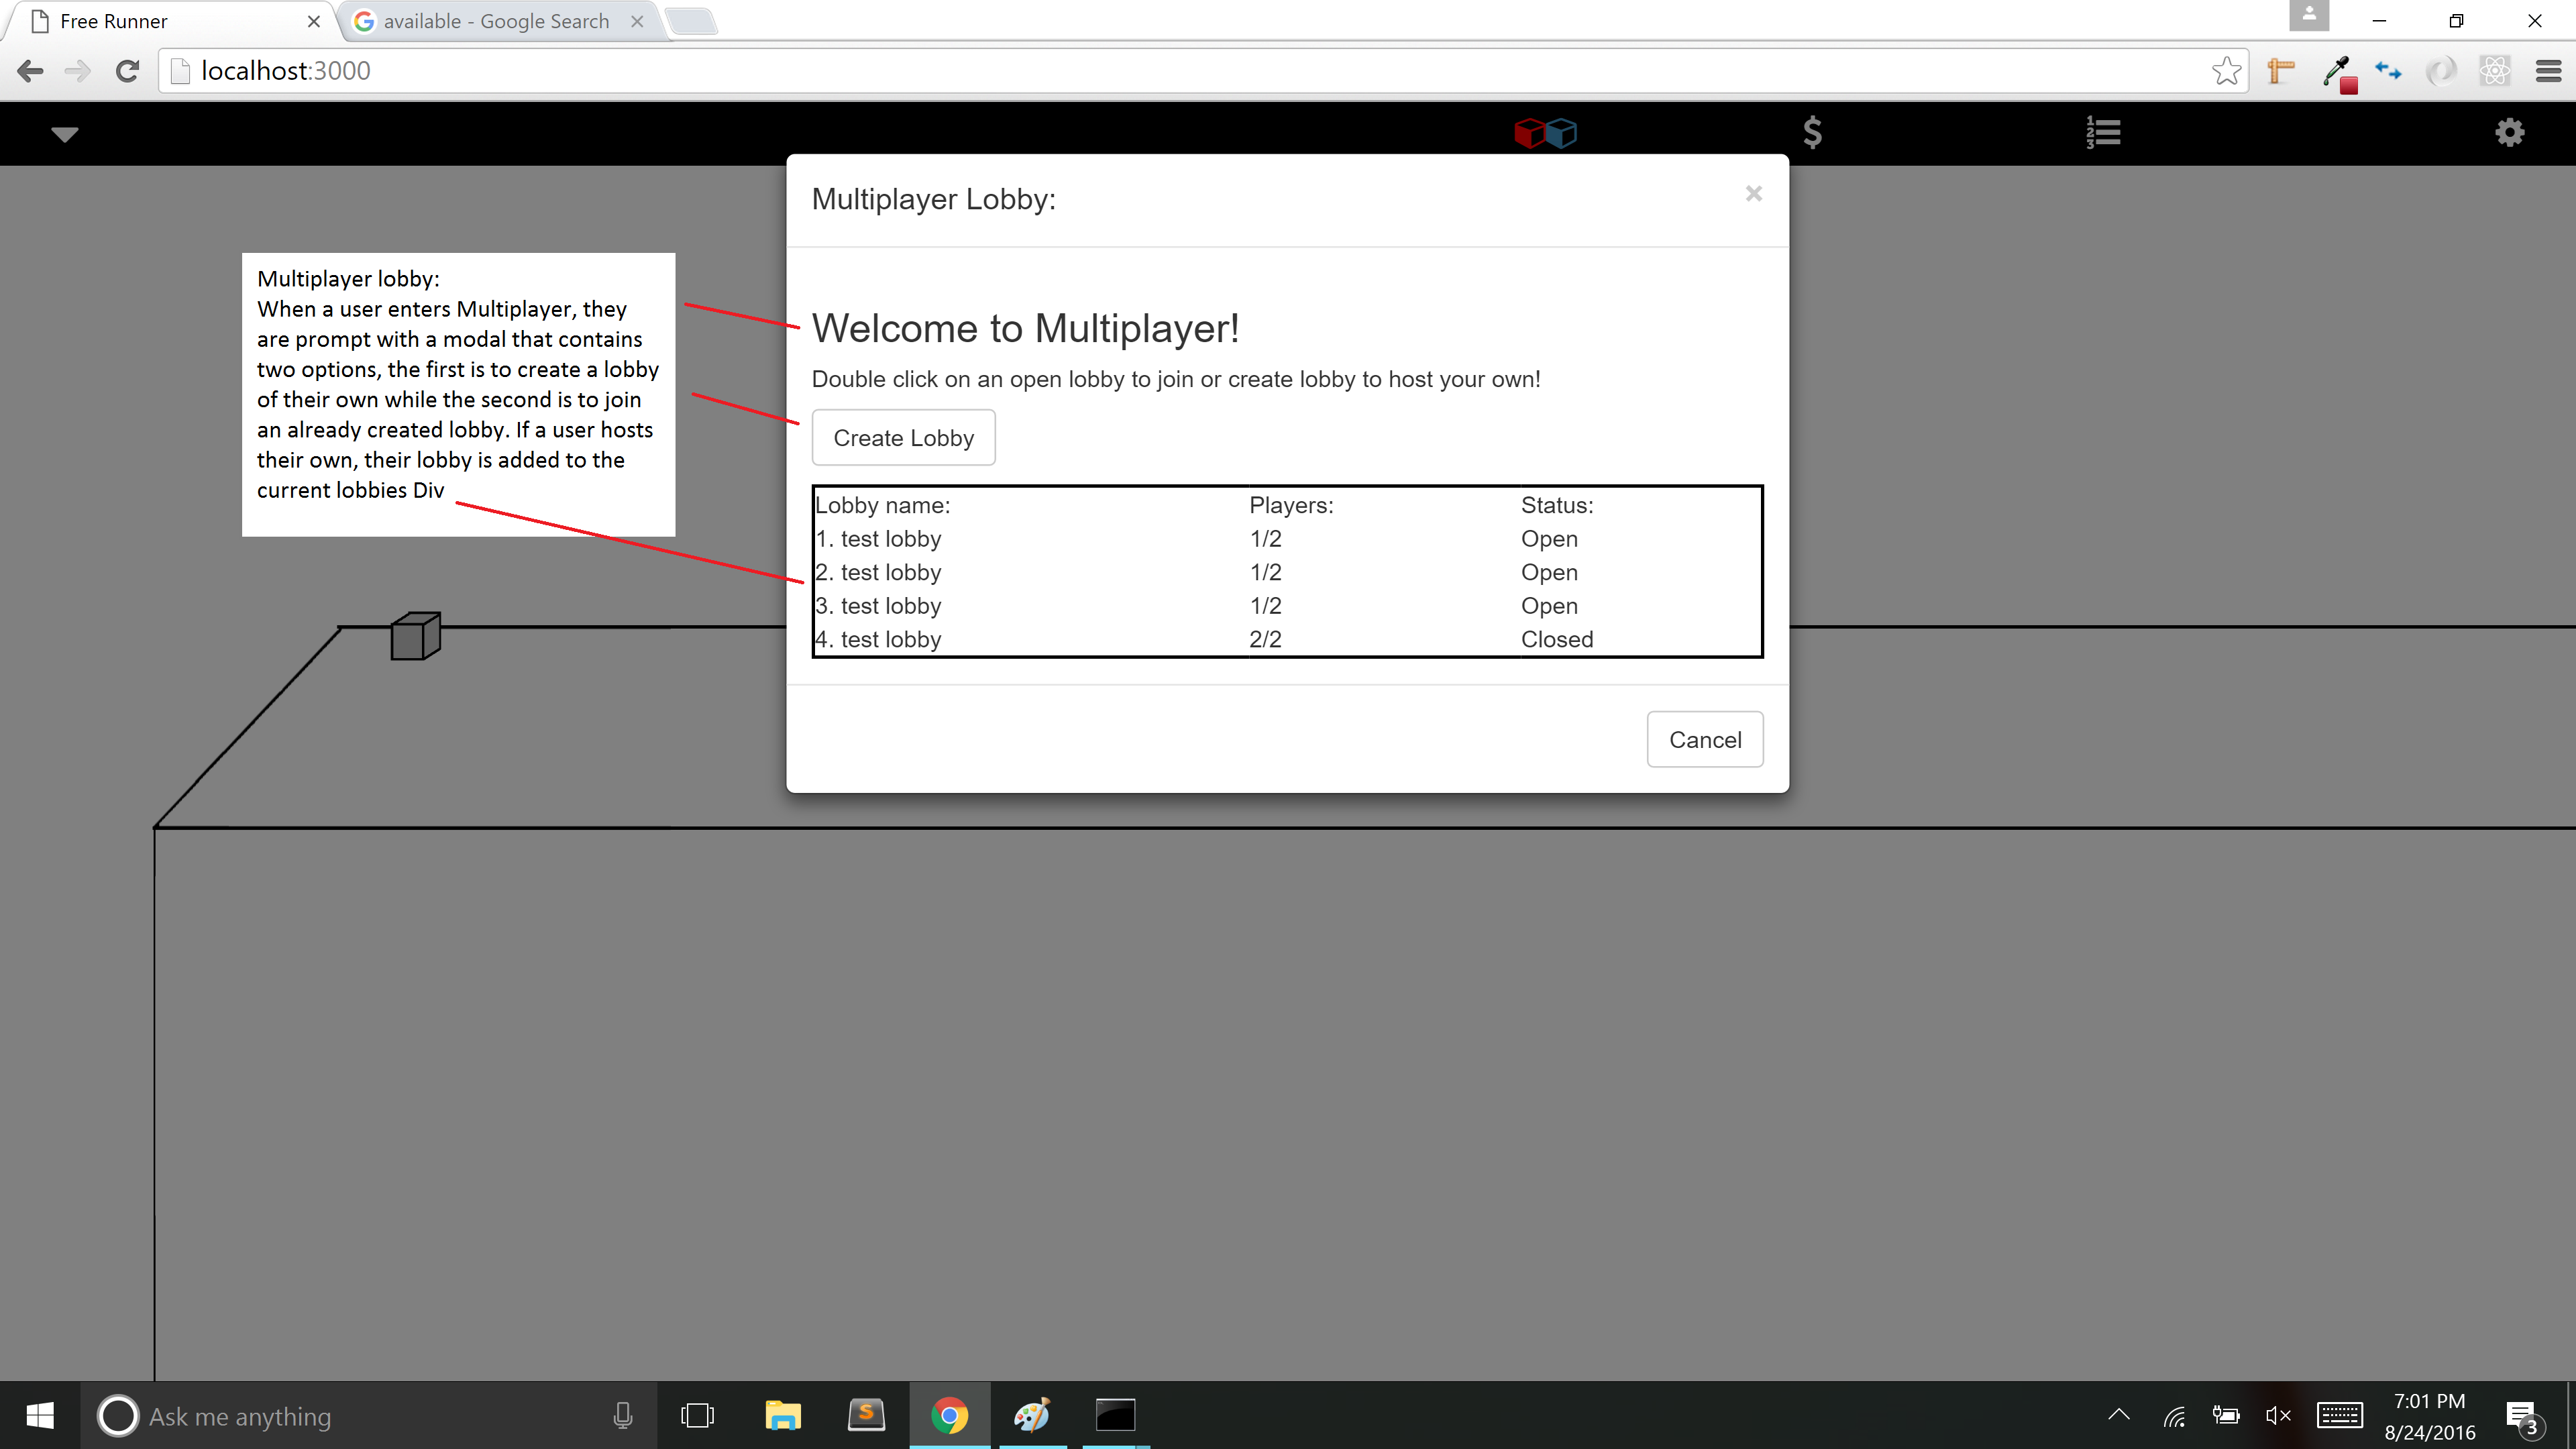 Free Runner
available - Google Search
localhost:3000
$
1
2
3
Multiplayer Lobby:
×
Multiplayer lobby:
When a user enters Multiplayer, they
are prompt with a modal that contains
two options, the first is to create a lobby
of their own while the second is to join
an already created lobby. If a user hosts
their own, their lobby is added to the
current lobbies Div
Welcome to Multiplayer!
Double click on an open lobby to join or create lobby to host your own!
Create Lobby
Lobby name: Players: Status:
1. test lobby 1/2 Open
2. test lobby 1/2 Open
3. test lobby 1/2 Open
4. test lobby 2/2 Closed
Cancel
Ask me anything
S
7:01 PM
8/24/2016
3